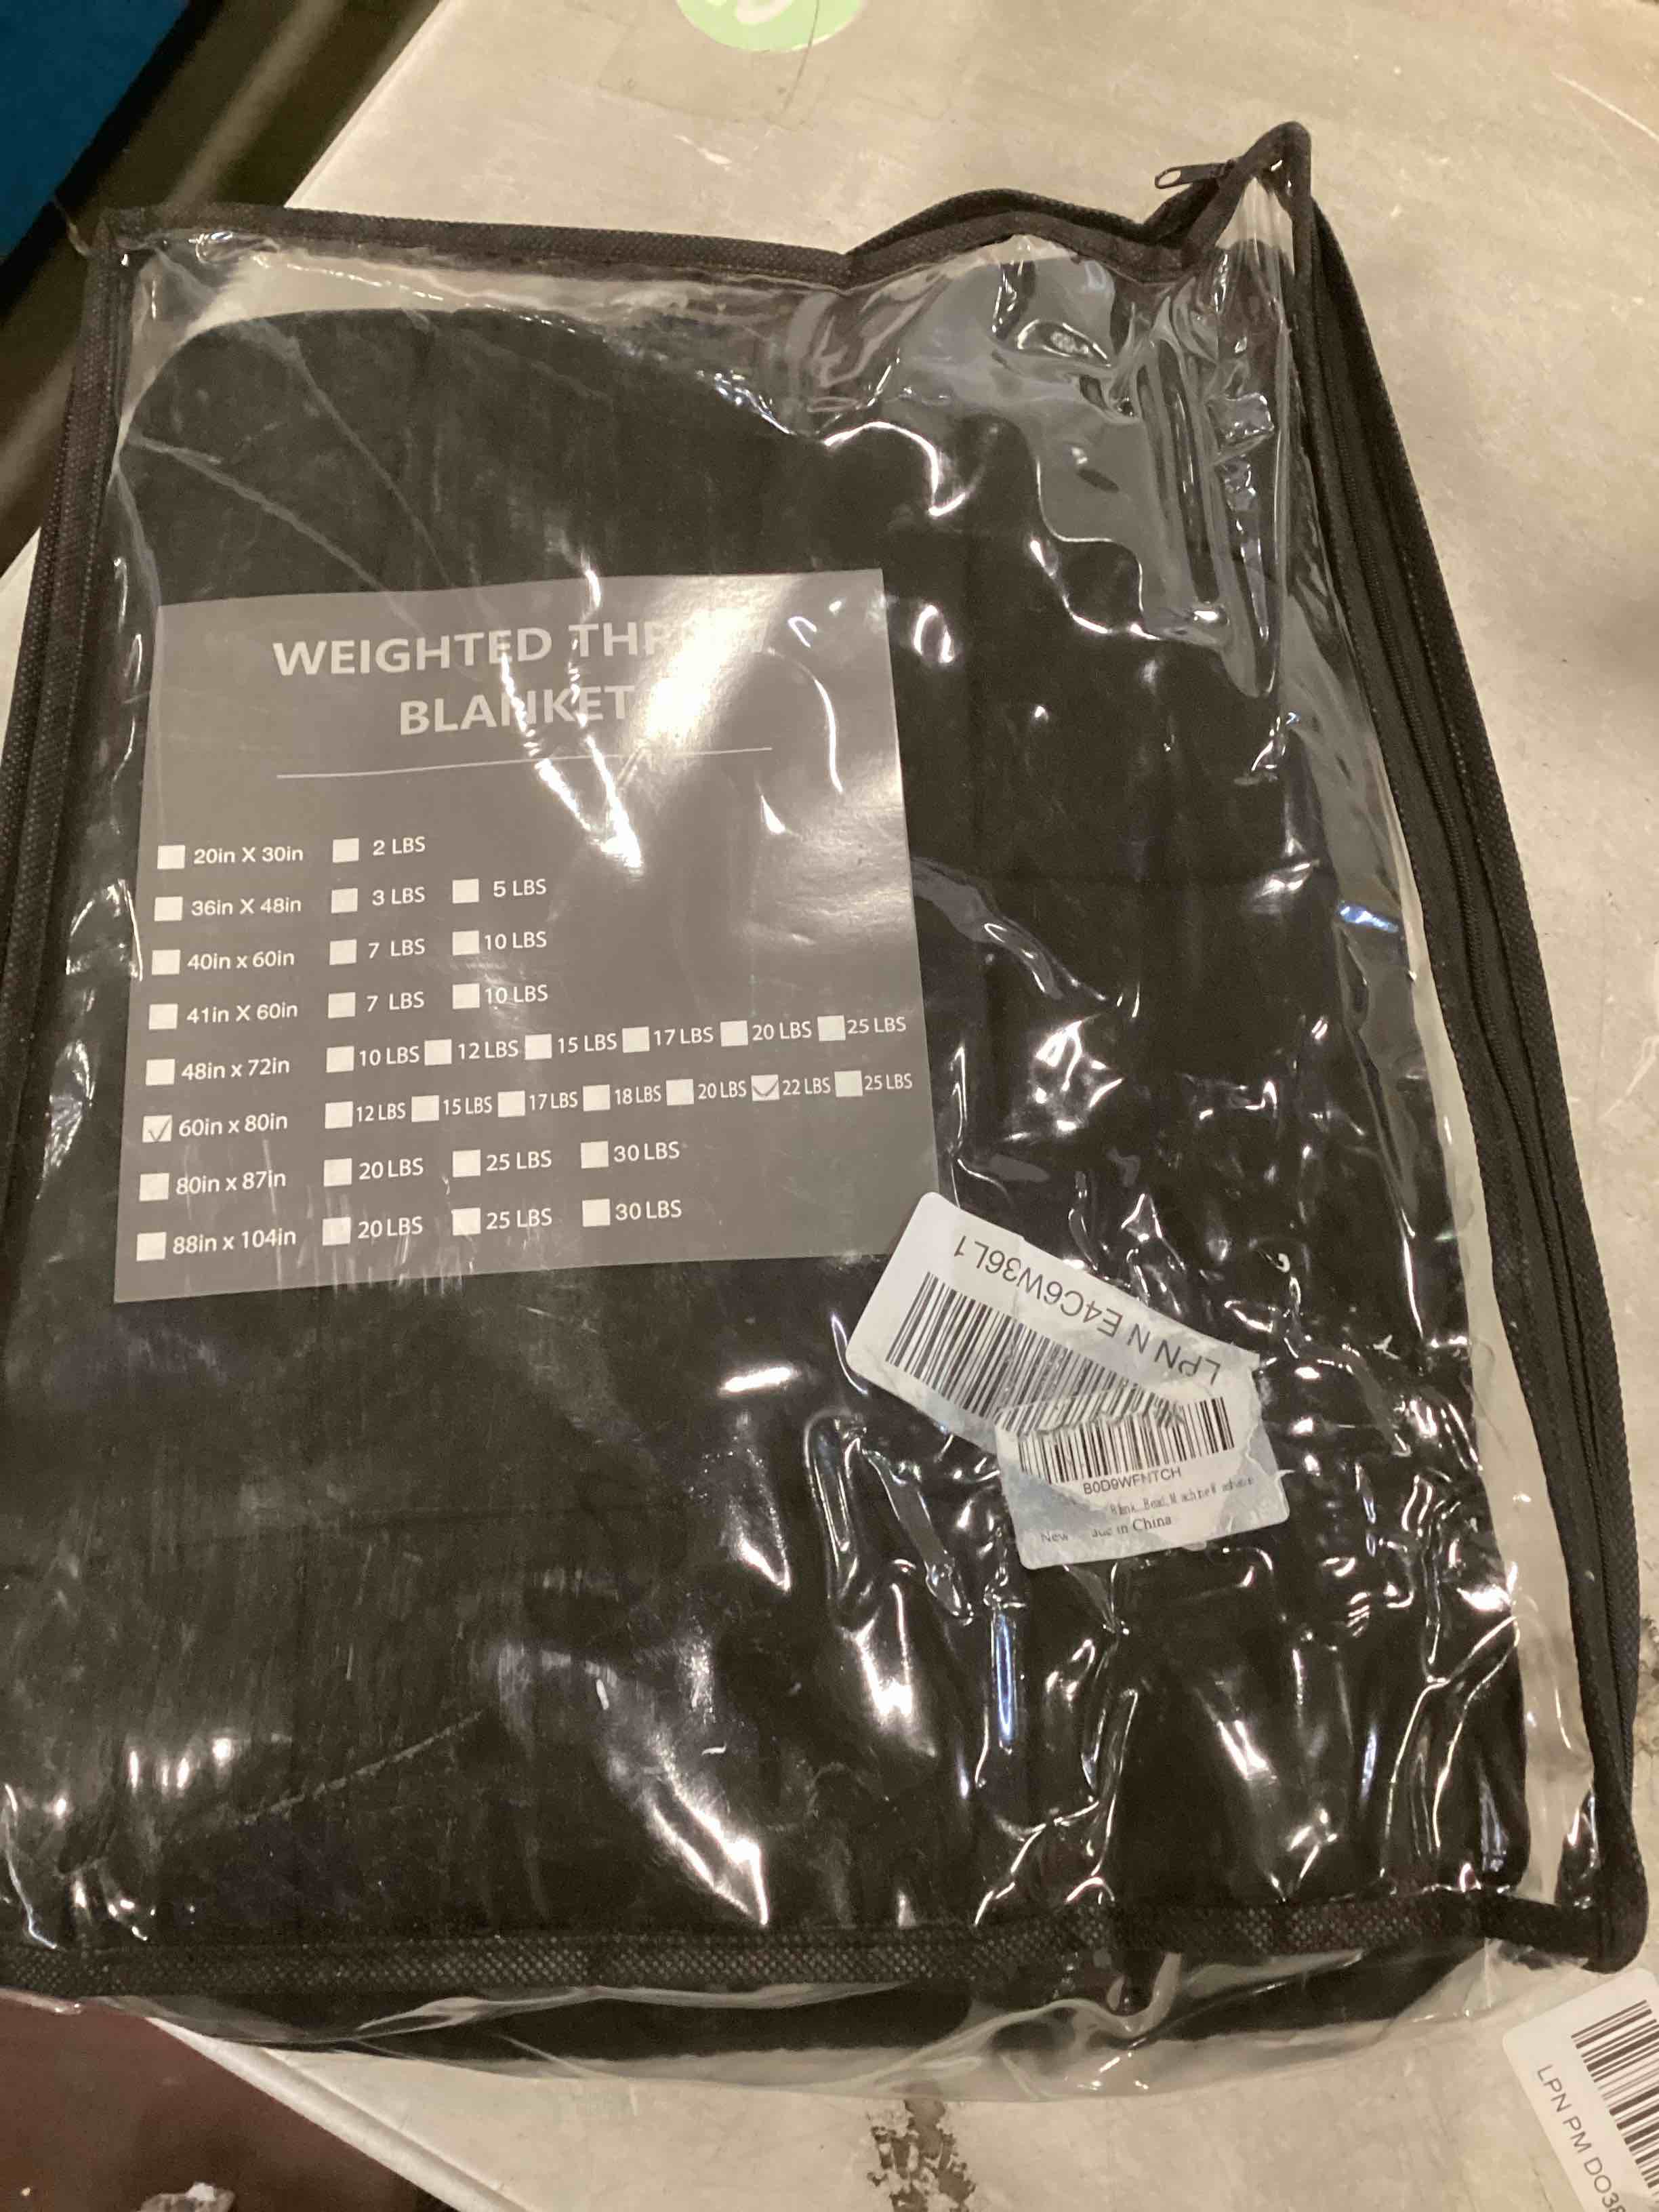 WEIGHTED
BLANKET
20in X 30in 2 LBS
36in X 48in 3 LBS 5 LBS
40in x 60in 7 LBS 10 LBS
41in X 60in 7 LBS 10 LBS
48in x 72in 10 LBS 12 LBS 15 LBS 17 LBS 20 LBS 25 LBS
60in x 80in 12 LBS 15 LBS 17 LBS 18 LBS 20 LBS 22 LBS 25 LBS
80in x 87in 20 LBS 25 LBS 30 LBS
88in x 104in 20 LBS 25 LBS 30 LBS
LPN N E4C6W36L1
B0D9WFNTCH
New in China
LPN PM